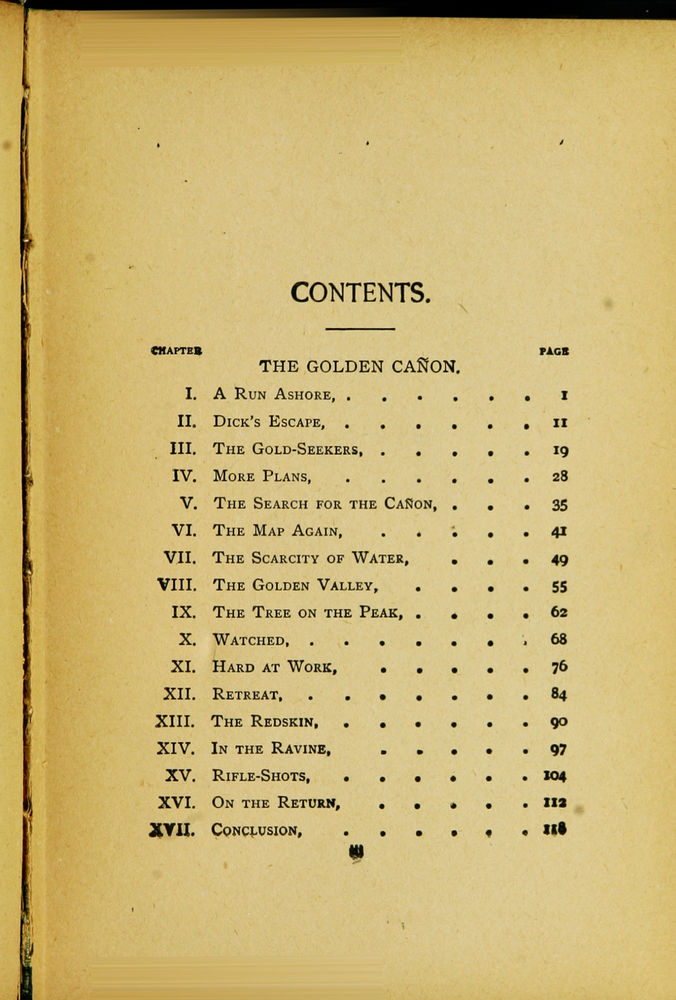 CONTENTS.
CHAPTER PAGE
THE GOLDEN CAÑON.
I. A Run Ashore, . . . . . . 1
II. Dick's Escape, . . . . . . 11
III. The Gold-Seekers, . . . . . 19
IV. More Plans, . . . . . . 28
V. The Search for the Cañon, . . . 35
VI. The Map Again, . . . . . 41
VII. The Scarcity of Water, . . . 49
VIII. The Golden Valley, . . . . 55
IX. The Tree on the Peak, . . . . 62
X. Watched, . . . . . . . 68
XI. Hard at Work, . . . . . 76
XII. Retreat, . . . . . . . 84
XIII. The Redskin, . . . . . . 90
XIV. In the Ravine, . . . . . 97
XV. Rifle-Shots, . . . . . . 104
XVI. On the Return, . . . . . 112
XVII. Conclusion, . . . . . . 118